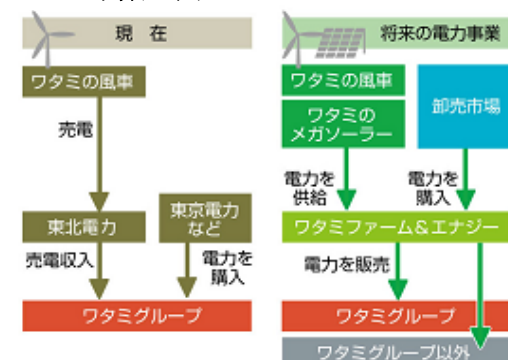 現 在
ワタミの風車
売電
東北電力
東京電力
など
売電収入
電力を
購入
ワタミグループ
将来の電力事業
ワタミの風車
ワタミの
メガソーラー
卸売市場
電力を
供給
電力を
購入
ワタミファーム&エナジー
電力を販売
ワタミグループ
ワタミグループ以外